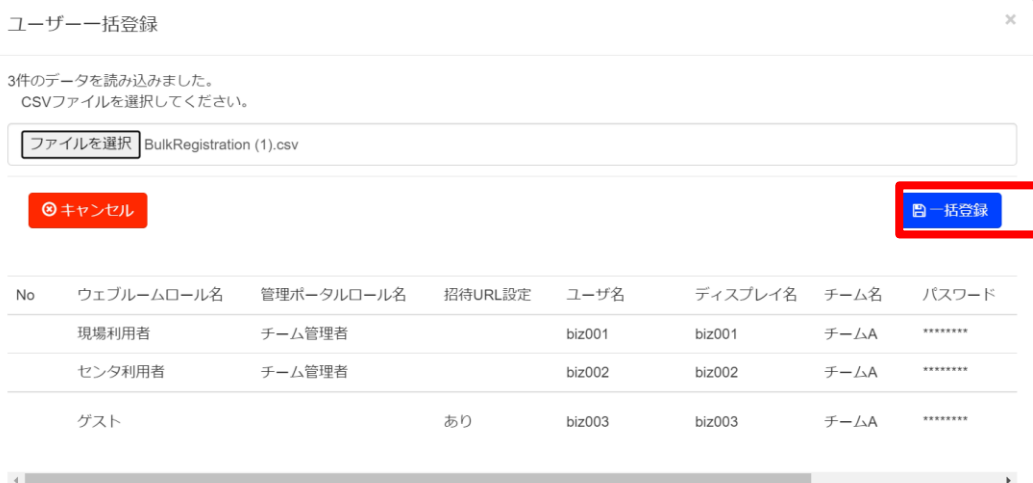 ユーザー一括登録 ×
3件のデータを読み込みました。
CSVファイルを選択してください。
ファイルを選択 BulkRegistration (1).csv
キャンセル 一括登録
No ウェブルームロール名 管理ポータルロール名 招待URL設定 ユーザ名 ディスプレイ名 チーム名 パスワード
現場利用者 チーム管理者 biz001 biz001 チームA ********
センタ利用者 チーム管理者 biz002 biz002 チームA ********
ゲスト あり biz003 biz003 チームA ********